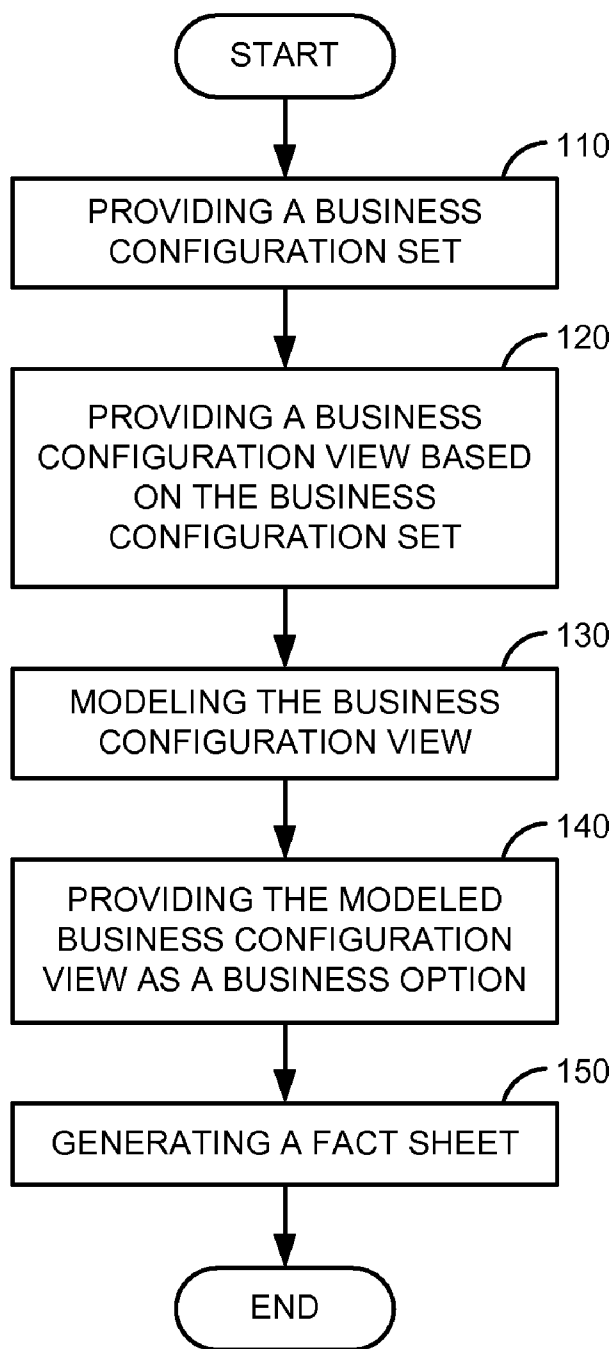 START
110
PROVIDING A BUSINESS
CONFIGURATION SET
120
PROVIDING A BUSINESS
CONFIGURATION VIEW BASED
ON THE BUSINESS
CONFIGURATION SET
130
MODELING THE BUSINESS
CONFIGURATION VIEW
140
PROVIDING THE MODELED
BUSINESS CONFIGURATION
VIEW AS A BUSINESS OPTION
150
GENERATING A FACT SHEET
END